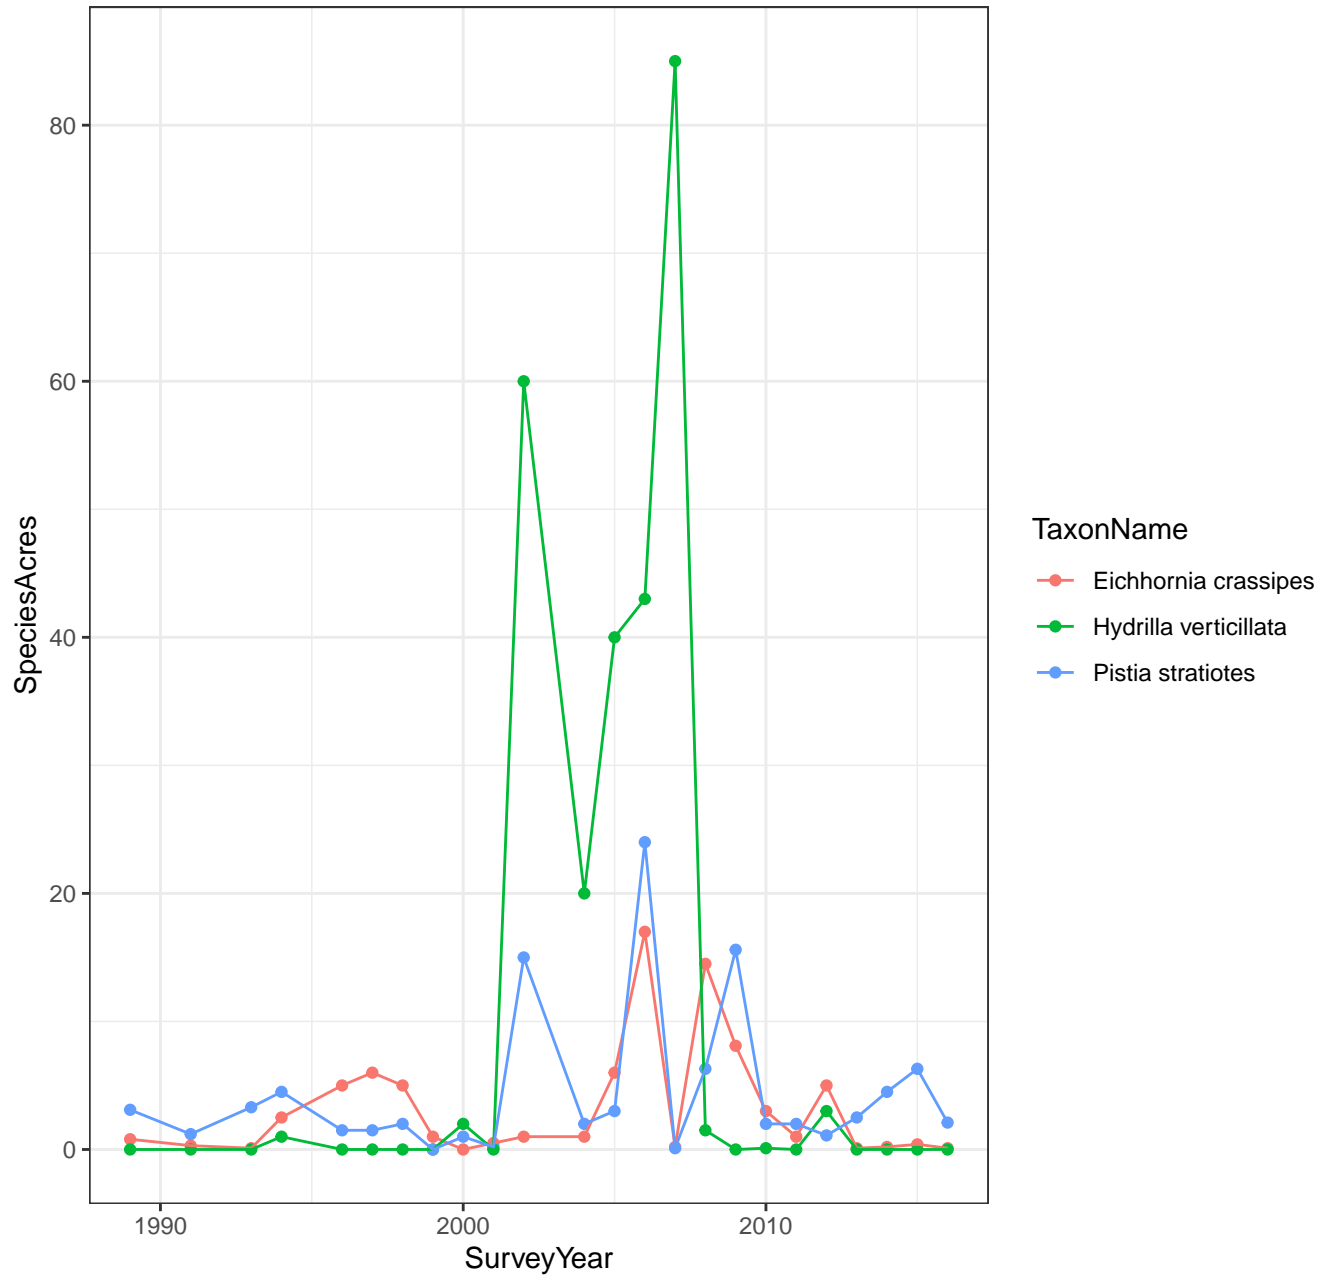 80
60
40
20
0
SpeciesAcres
1990
2000
2010
SurveyYear
TaxonName
Eichhornia crassipes
Hydrilla verticillata
Pistia stratiotes